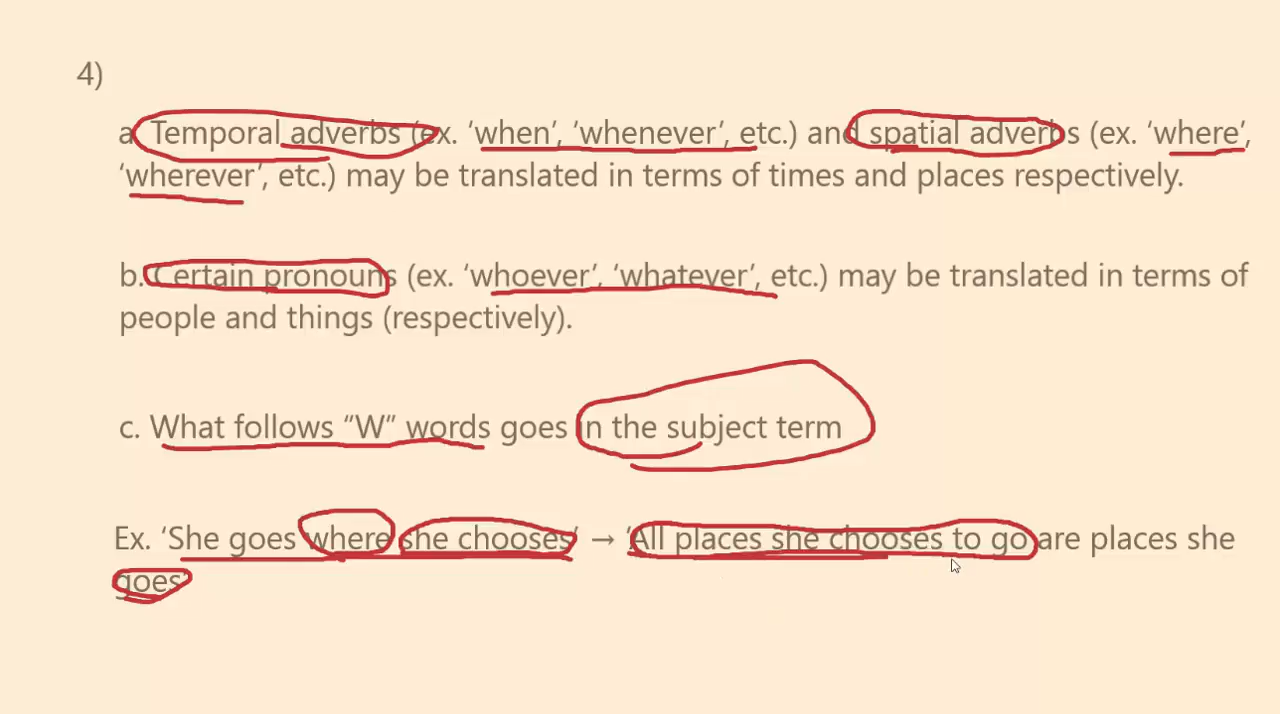 4)
a. Temporal adverbs (ex. ‘when’, ‘whenever’, etc.) and spatial adverbs (ex. ‘where’,
‘wherever’, etc.) may be translated in terms of times and places respectively.
b. Certain pronouns (ex. ‘whoever’, ‘whatever’, etc.) may be translated in terms of
people and things (respectively).
c. What follows “W” words goes in the subject term
Ex. ‘She goes where she chooses’ → ‘All places she chooses to go are places she
goes’